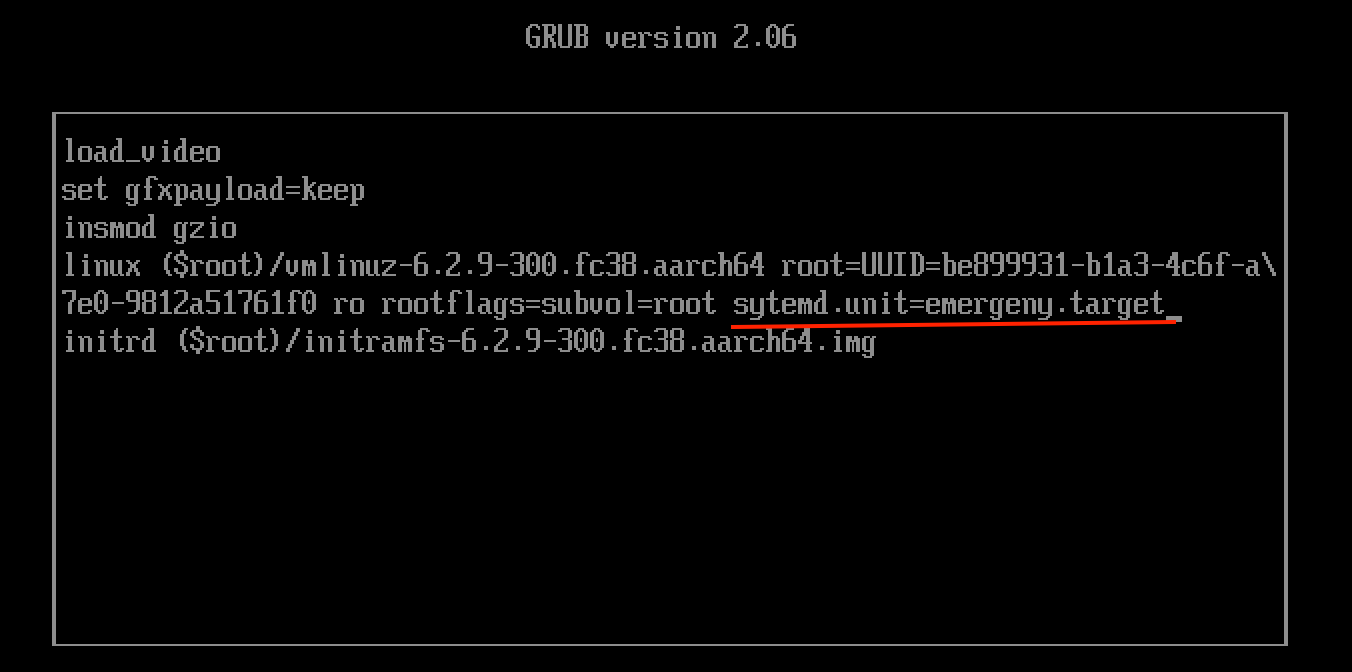 GRUB version 2.06
load_video
set gfxpayload=keep
insmod gzio
linux ($root)/vmlinuz-6.2.9-300.fc38.aarch64 root=UUID=be899931-b1a3-4c6f-a\
7e0-9812a51761f0 ro rootflags=subvol=root sytemd.unit=emergeny.target_
initrd ($root)/initramfs-6.2.9-300.fc38.aarch64.img